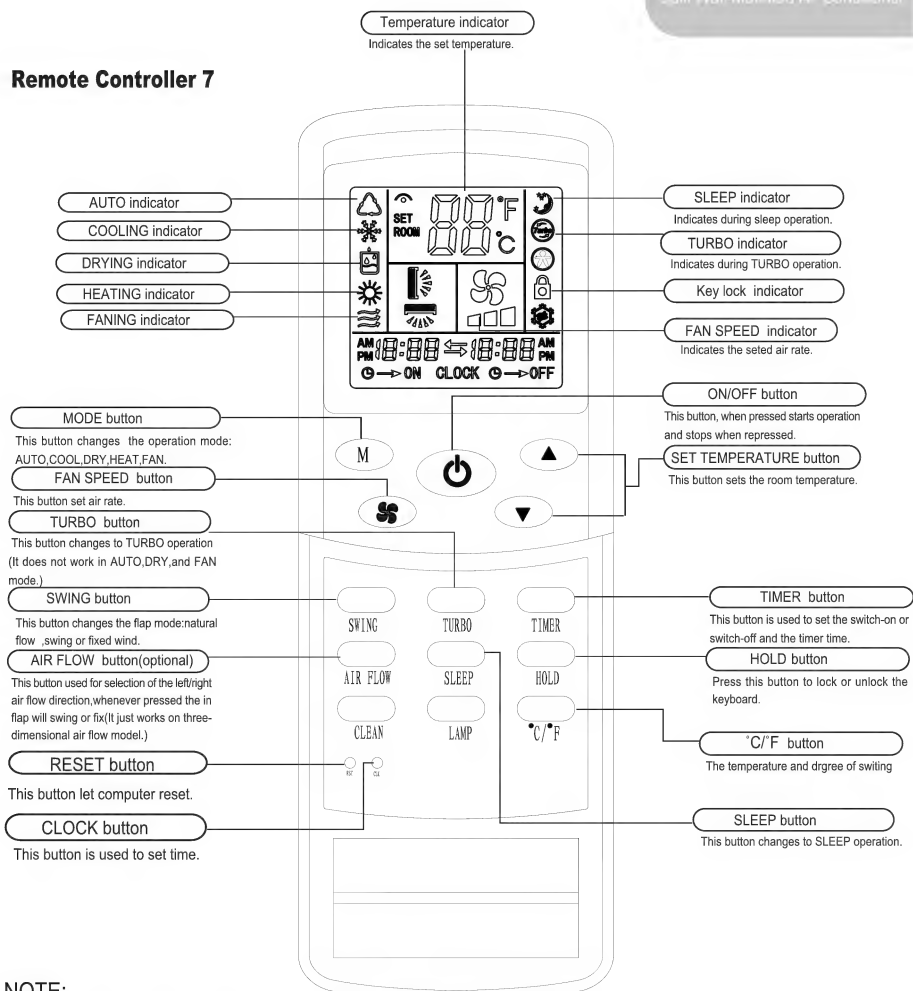 Temperature indicator
Indicates the set temperature.
Remote Controller 7
AUTO indicator
COOLING indicator
DRYING indicator
HEATING indicator
FANING indicator
SET
ROOM
88
°F
°C
Turbo
AM
PM
18:88
18:88
AM
PM
ON CLOCK OFF
SLEEP indicator
Indicates during sleep operation.
TURBO indicator
Indicates during TURBO operation.
Key lock indicator
FAN SPEED indicator
Indicates the seted air rate.
MODE button
This button changes the operation mode:
AUTO,COOL,DRY,HEAT,FAN.
FAN SPEED button
This button set air rate.
TURBO button
This button changes to TURBO operation
(It does not work in AUTO,DRY,and FAN
mode.)
SWING button
This button changes the flap mode:natural
flow ,swing or fixed wind.
AIR FLOW button(optional)
This button used for selection of the left/right
air flow direction,whenever pressed the in
flap will swing or fix(It just works on three-
dimensional air flow model.)
RESET button
This button let computer reset.
CLOCK button
This button is used to set time.
M
SWING TURBO TIMER
AIR FLOW SLEEP HOLD
CLEAN LAMP °C/°F
RST CLK
ON/OFF button
This button, when pressed starts operation
and stops when repressed.
SET TEMPERATURE button
This button sets the room temperature.
TIMER button
This button is used to set the switch-on or
switch-off and the timer time.
HOLD button
Press this button to lock or unlock the
keyboard.
°C/°F button
The temperature and drgree of switing
SLEEP button
This button changes to SLEEP operation.
NOTE: